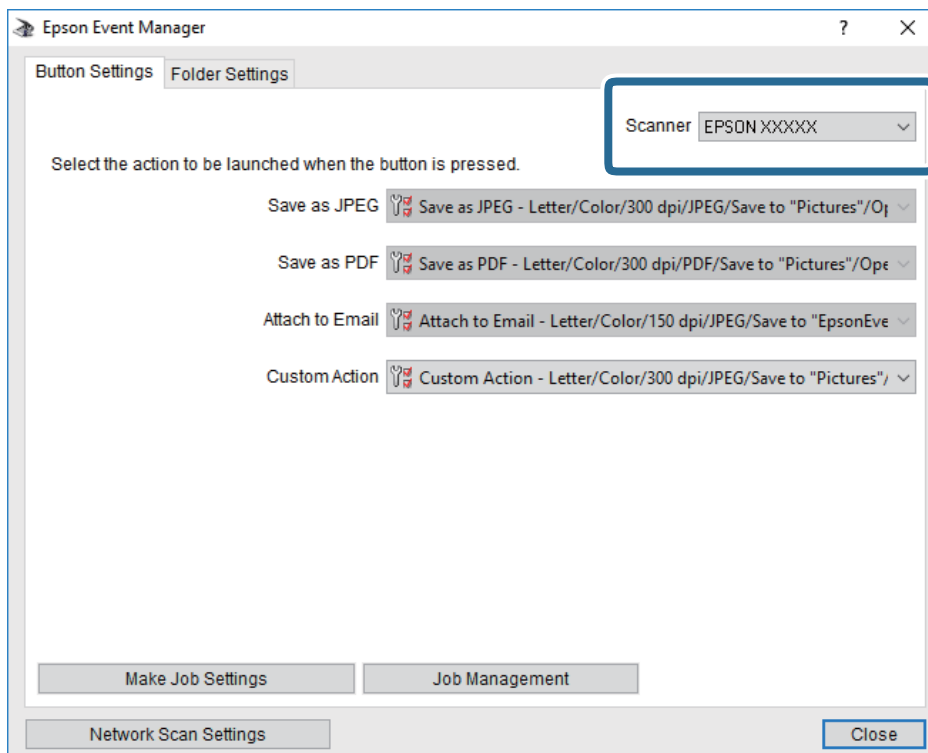 Epson Event Manager
Button Settings
Folder Settings
Scanner EPSON XXXXX
Select the action to be launched when the button is pressed.
Save as JPEG Save as JPEG - Letter/Color/300 dpi/JPEG/Save to "Pictures"/Op
Save as PDF Save as PDF - Letter/Color/300 dpi/PDF/Save to "Pictures"/Ope
Attach to Email Attach to Email - Letter/Color/150 dpi/JPEG/Save to "EpsonEve
Custom Action Custom Action - Letter/Color/300 dpi/JPEG/Save to "Pictures"/
Make Job Settings
Job Management
Network Scan Settings
Close